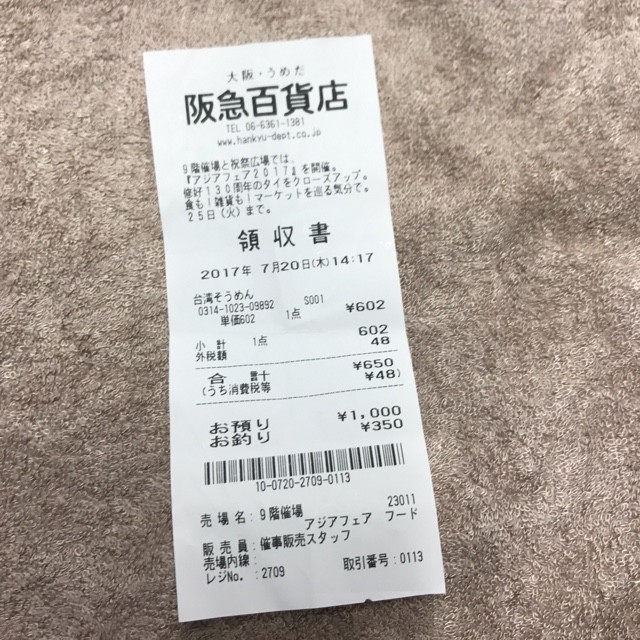 大阪・うめだ
阪急百貨店
TEL 06-6361-1381
www.hankyu-dept.co.jp
9階催場と祝祭広場では、
『アジアフェア2017』を開催。
修好130周年のタイをクローズアップ。
食も!雑貨も!マーケットを巡る気分で。
25日(火)まで。
領収書
2017年 7月20日(木)14:17
台湾そうめん
0314-1023-09892 S001
単価602 1点 ¥602
小 計 1点 602
外税額 48
合 計 ¥650
(うち消費税等 ¥48)
お預り ¥1,000
お釣り ¥350
10-0720-2709-0113
売 場 名:9階催場 23011
アジアフェア フード
販 売 員:催事販売スタッフ
売場内線:
レジNo. :2709 取引番号:0113